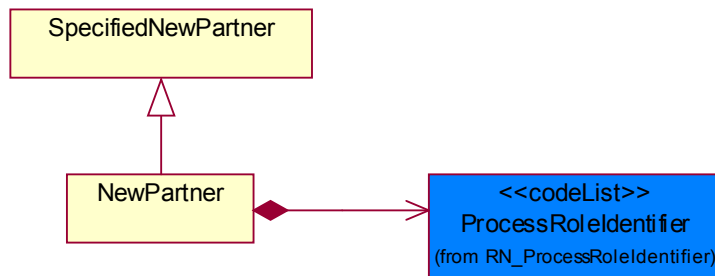 SpecifiedNewPartner
NewPartner
<<codeList>>
ProcessRoleIdentifier
(from RN_ProcessRoleIdentifier)